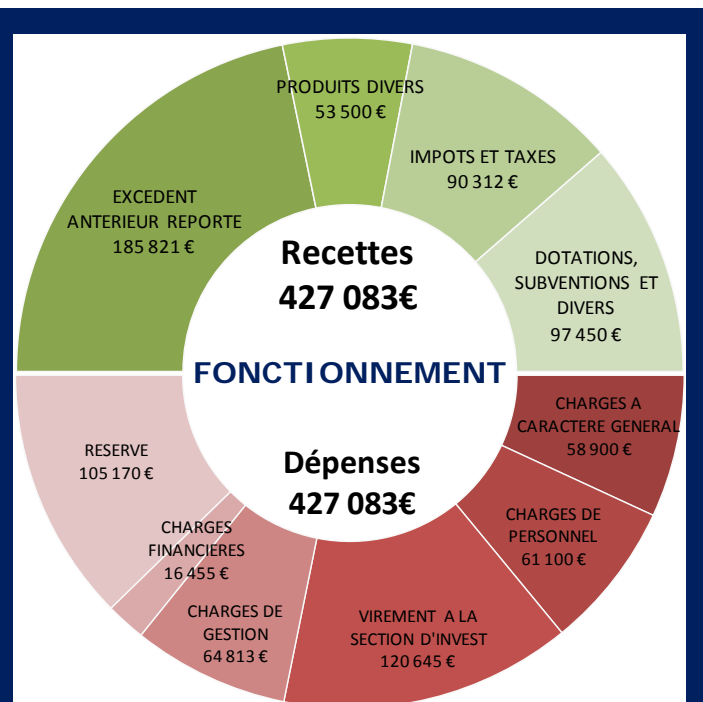 PRODUITS DIVERS
53 500 €
IMPOTS ET TAXES
90 312 €
EXCEDENT
ANTERIEUR REPORTE
185 821 €
DOTATIONS,
SUBVENTIONS ET
DIVERS
97 450 €
Recettes
427 083€
FONCTIONNEMENT
Dépenses
427 083€
CHARGES A
CARACTERE GENERAL
58 900 €
RESERVE
105 170 €
CHARGES DE
PERSONNEL
61 100 €
CHARGES
FINANCIERES
16 455 €
CHARGES DE
GESTION
64 813 €
VIREMENT A LA
SECTION D'INVEST
120 645 €